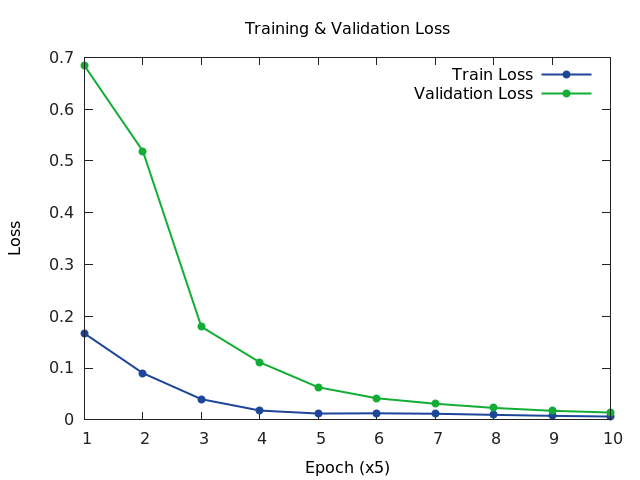 Training & Validation Loss
Train Loss
Validation Loss
0.7
0.6
0.5
0.4
0.3
0.2
0.1
0
Loss
1 2 3 4 5 6 7 8 9 10
Epoch (x5)